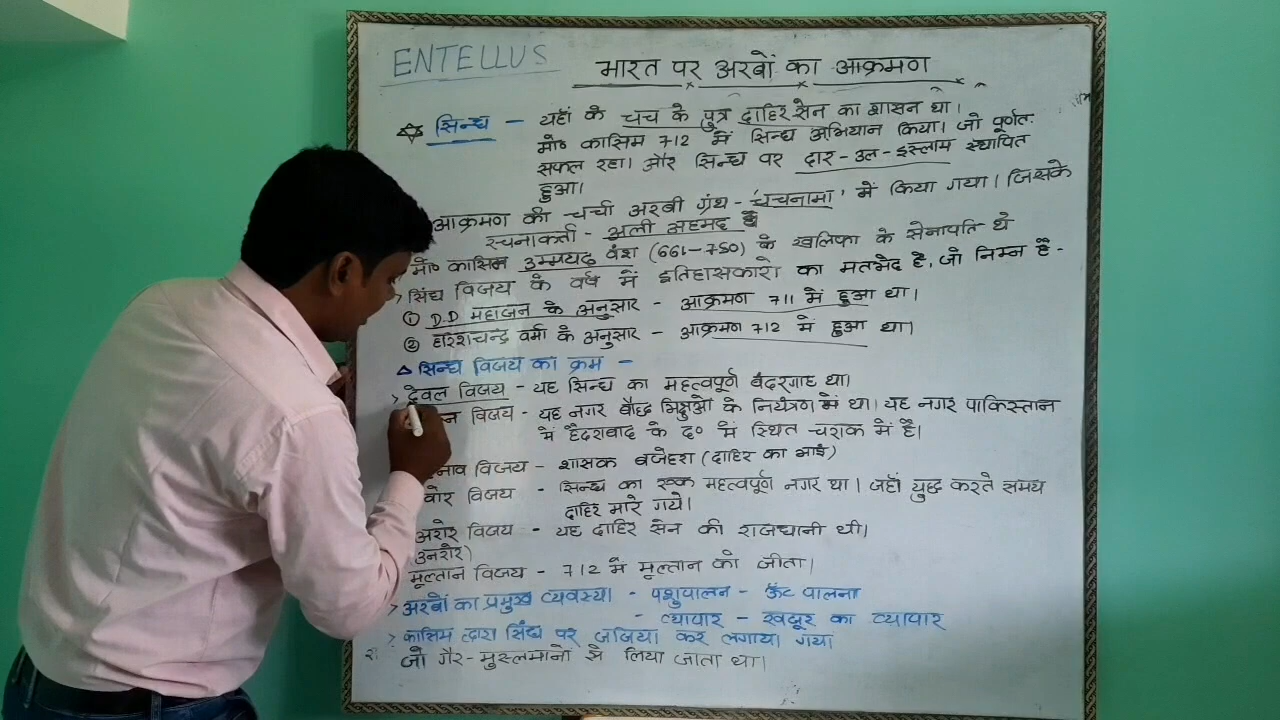 ENTELLUS
भारत पर अरबों का आक्रमण
सिन्ध - यहाँ के चच के पुत्र दाहिर सेन का शासन था।
मो० कासिम 712 में सिन्ध अभियान किया। जो पूर्णतः
सफल रहा। और सिन्ध पर दार-उल-इस्लाम स्थापित
हुआ।
आक्रमण की चर्चा अरबी ग्रंथ - 'चचनामा' में किया गया। जिसके
रचनाकर्ता - अली अहमद है
मो० कासिम उम्मयद वंश (661-750) के खलिफा के सेनापति थे
> सिंध विजय के वर्ष में इतिहासकारो का मतभेद है, जो निम्न है -
① D.D महाजन के अनुसार - आक्रमण 711 में हुआ था।
② हरिशचन्द्र वर्मा के अनुसार - आक्रमण 712 में हुआ था।
△ सिन्ध विजय का क्रम -
> देवल विजय - यह सिन्ध का महत्वपूर्ण बंदरगाह था।
विजय - यह नगर बौद्ध भिक्षुओ के नियंत्रण में था। यह नगर पाकिस्तान
में हैदराबाद के द० में स्थित चराक में है।
विजय - शासक बजेहरा (दाहिर का भाई)
विजय - सिन्ध का एक महत्वपूर्ण नगर था। जहाँ युद्ध करते समय
दाहिर मारे गये।
अरोर विजय - यह दाहिर सेन की राजधानी थी।
मूल्तान विजय - 712 में मूल्तान को जीता।
> अरबों का प्रमुख व्यवस्था - पशुपालन - ऊँट पालना
- व्यापार - खजूर का व्यापार
> कासिम द्वारा सिंध पर जजिया कर लगाया गया
जो गैर-मुस्लमानो से लिया जाता था।